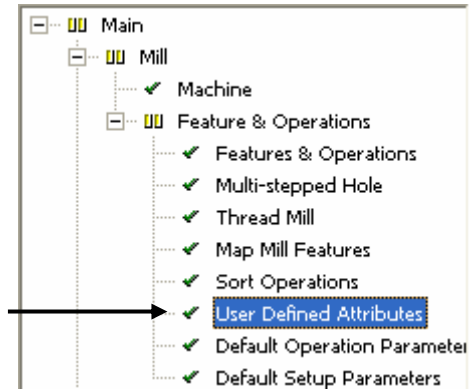 Main
Mill
Machine
Feature & Operations
Features & Operations
Multi-stepped Hole
Thread Mill
Map Mill Features
Sort Operations
User Defined Attributes
Default Operation Parameter
Default Setup Parameters